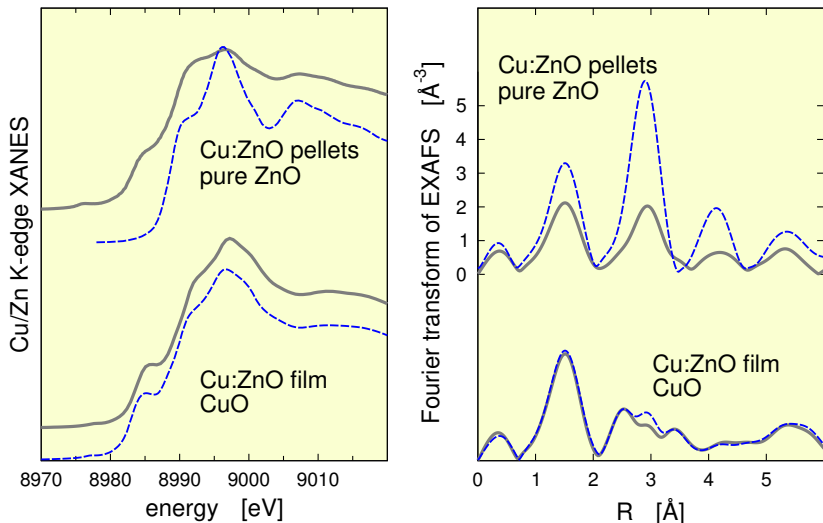 Cu/Zn K-edge XANES
Cu:ZnO pellets
pure ZnO
Cu:ZnO film
CuO
8970 8980 8990 9000 9010
energy [eV]
Fourier transform of EXAFS [Å-3]
Cu:ZnO pellets
pure ZnO
5
4
3
2
1
0
Cu:ZnO film
CuO
0 1 2 3 4 5
R [Å]